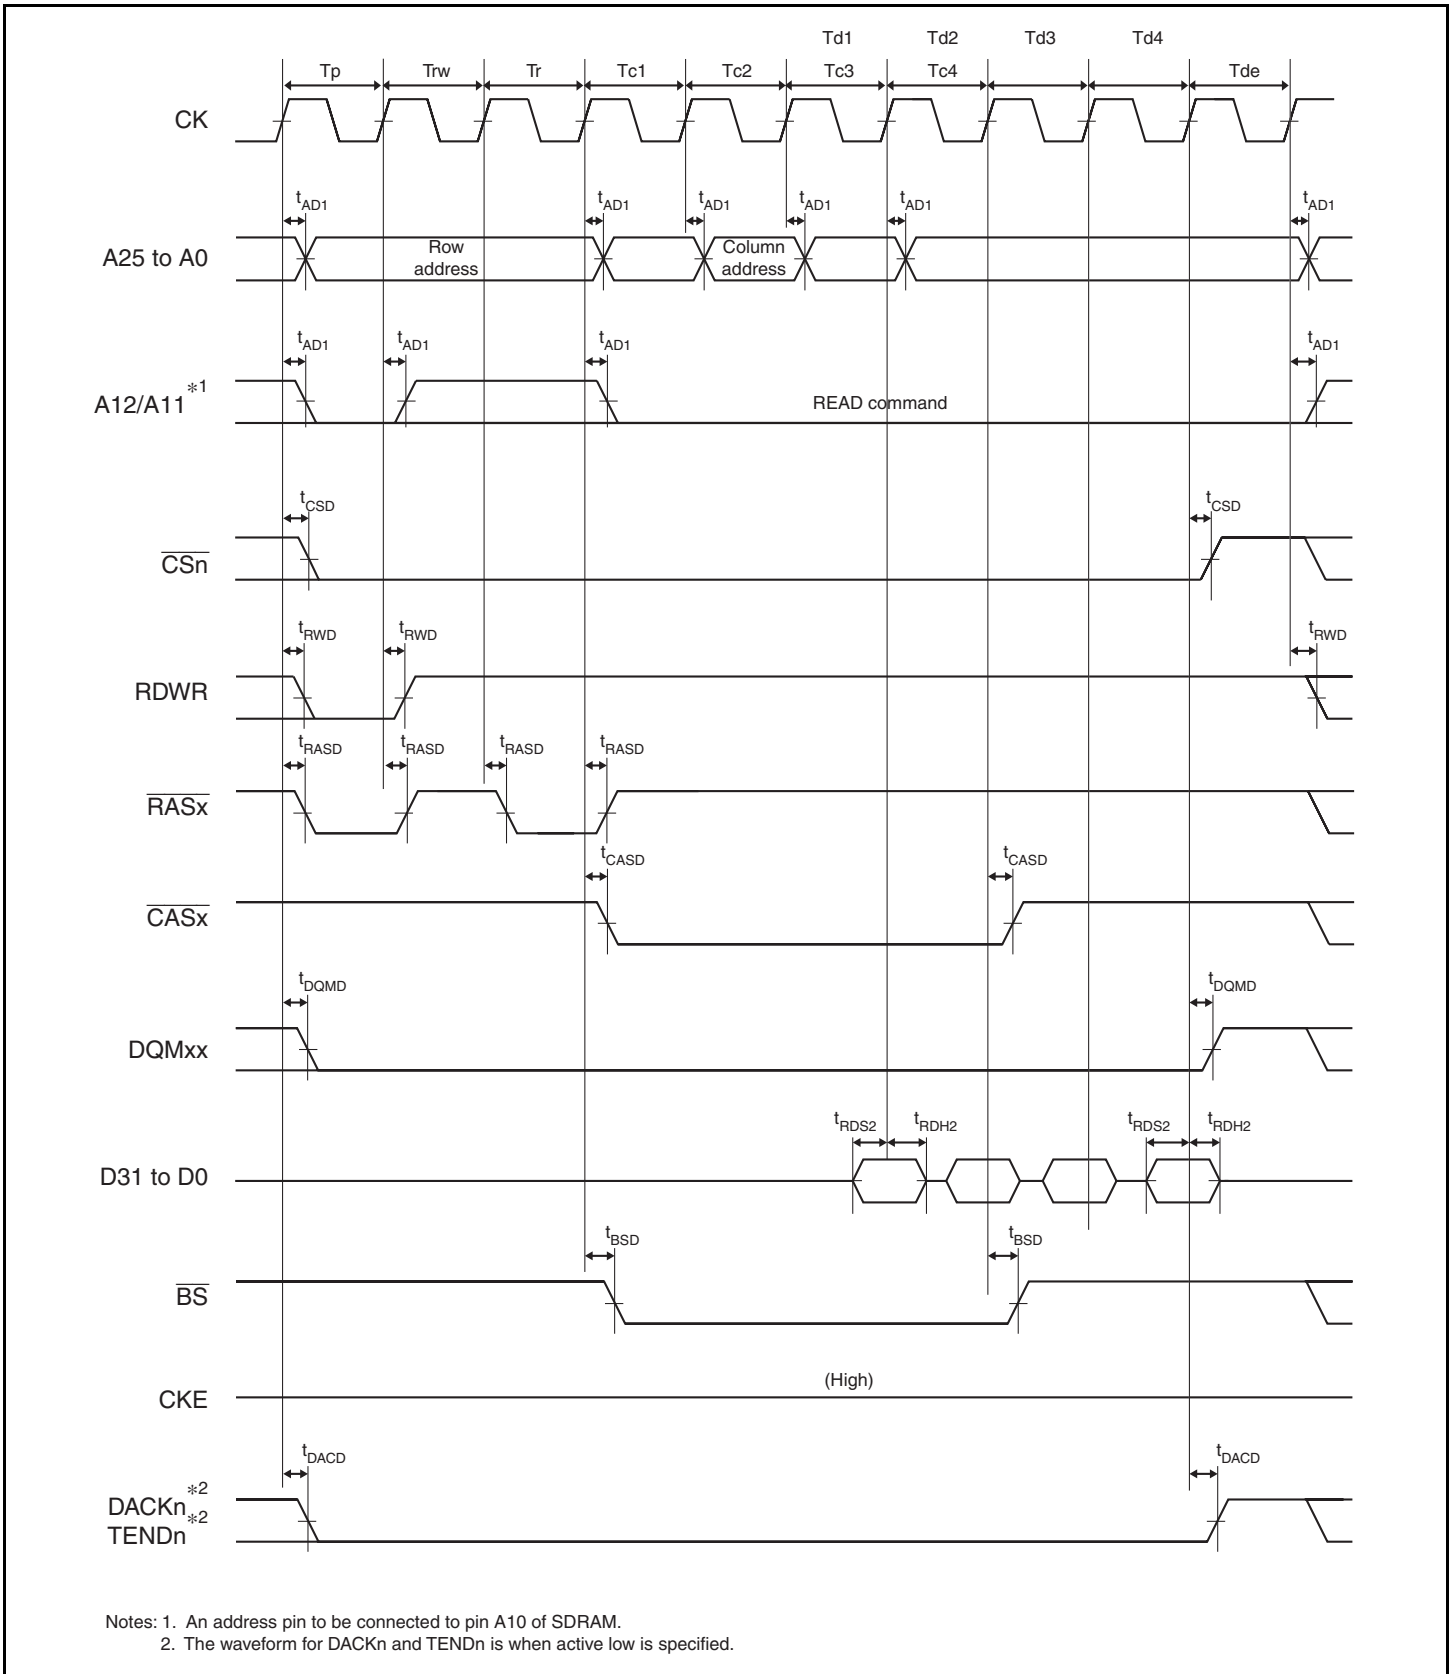 Td1 Td2 Td3 Td4
Tp Trw Tr Tc1 Tc2 Tc3 Tc4 Tde
CK
tAD1 tAD1 tAD1 tAD1 tAD1 tAD1
A25 to A0
Row address
Column address
tAD1 tAD1 tAD1 tAD1
A12/A11*1
READ command
tCSD tCSD
CSn
tRWD tRWD tRWD
RDWR
tRASD tRASD tRASD tRASD
RASx
tCASD tCASD
CASx
tDQMD tDQMD
DQMxx
tRDS2 tRDH2 tRDS2 tRDH2
D31 to D0
tBSD tBSD
BS
(High)
CKE
tDACD tDACD
DACKn*2
TENDn*2
Notes: 1. An address pin to be connected to pin A10 of SDRAM.
2. The waveform for DACKn and TENDn is when active low is specified.